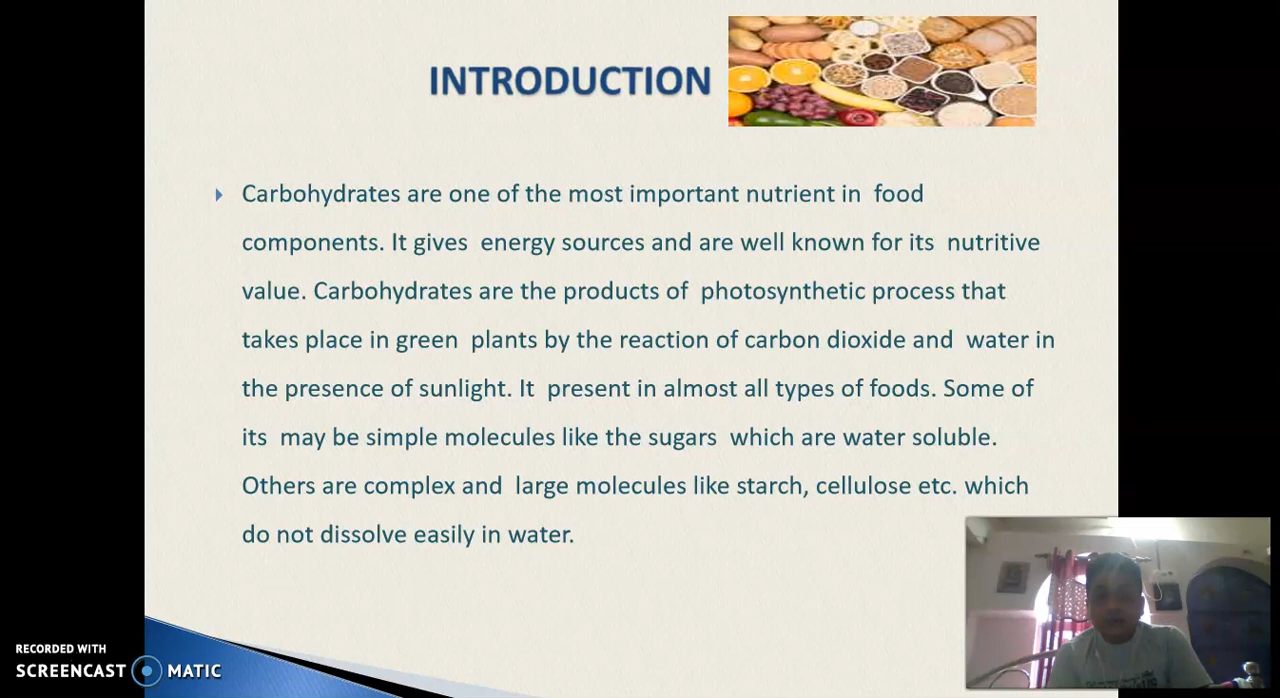 INTRODUCTION
Carbohydrates are one of the most important nutrient in food
components. It gives energy sources and are well known for its nutritive
value. Carbohydrates are the products of photosynthetic process that
takes place in green plants by the reaction of carbon dioxide and water in
the presence of sunlight. It present in almost all types of foods. Some of
its may be simple molecules like the sugars which are water soluble.
Others are complex and large molecules like starch, cellulose etc. which
do not dissolve easily in water.
RECORDED WITH
SCREENCAST MATIC